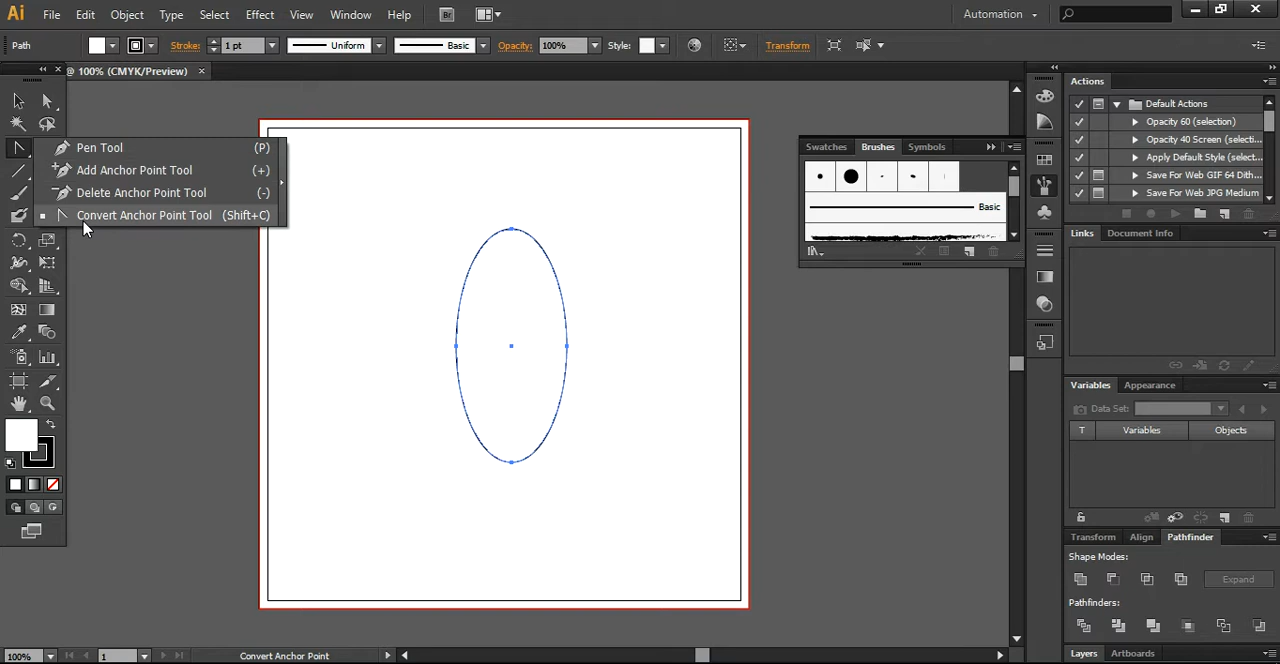 Ai File Edit Object Type Select Effect View Window Help Br Automation
Path Stroke: 1 pt Uniform Basic Opacity: 100% Style: Transform
@ 100% (CMYK/Preview)
Pen Tool (P)
Add Anchor Point Tool (+)
Delete Anchor Point Tool (-)
Convert Anchor Point Tool (Shift+C)
Swatches Brushes Symbols
Basic
Actions
Default Actions
Opacity 60 (selection)
Opacity 40 Screen (selecti...
Apply Default Style (select...
Save For Web GIF 64 Dith...
Save For Web JPG Medium
Links Document Info
Variables Appearance
Data Set:
T Variables Objects
Transform Align Pathfinder
Shape Modes:
Expand
Pathfinders:
Layers Artboards
100% 1 Convert Anchor Point